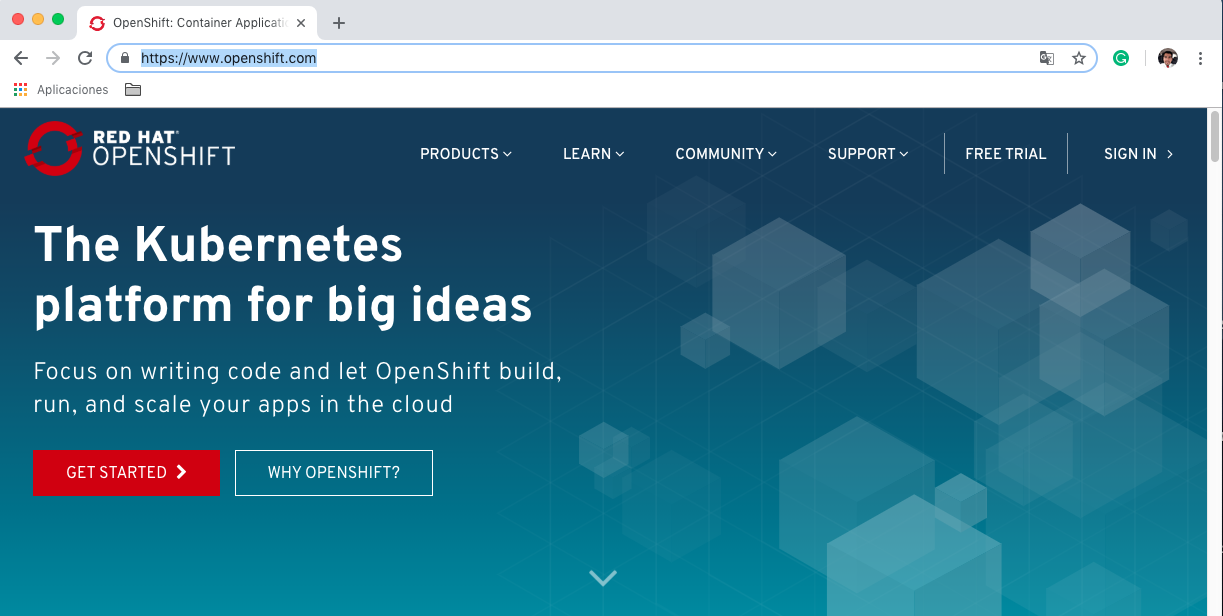 OpenShift: Container Applicati
https://www.openshift.com
Aplicaciones
RED HAT®
OPENSHIFT
PRODUCTS
LEARN
COMMUNITY
SUPPORT
FREE TRIAL
SIGN IN
The Kubernetes
platform for big ideas
Focus on writing code and let OpenShift build,
run, and scale your apps in the cloud
GET STARTED
WHY OPENSHIFT?